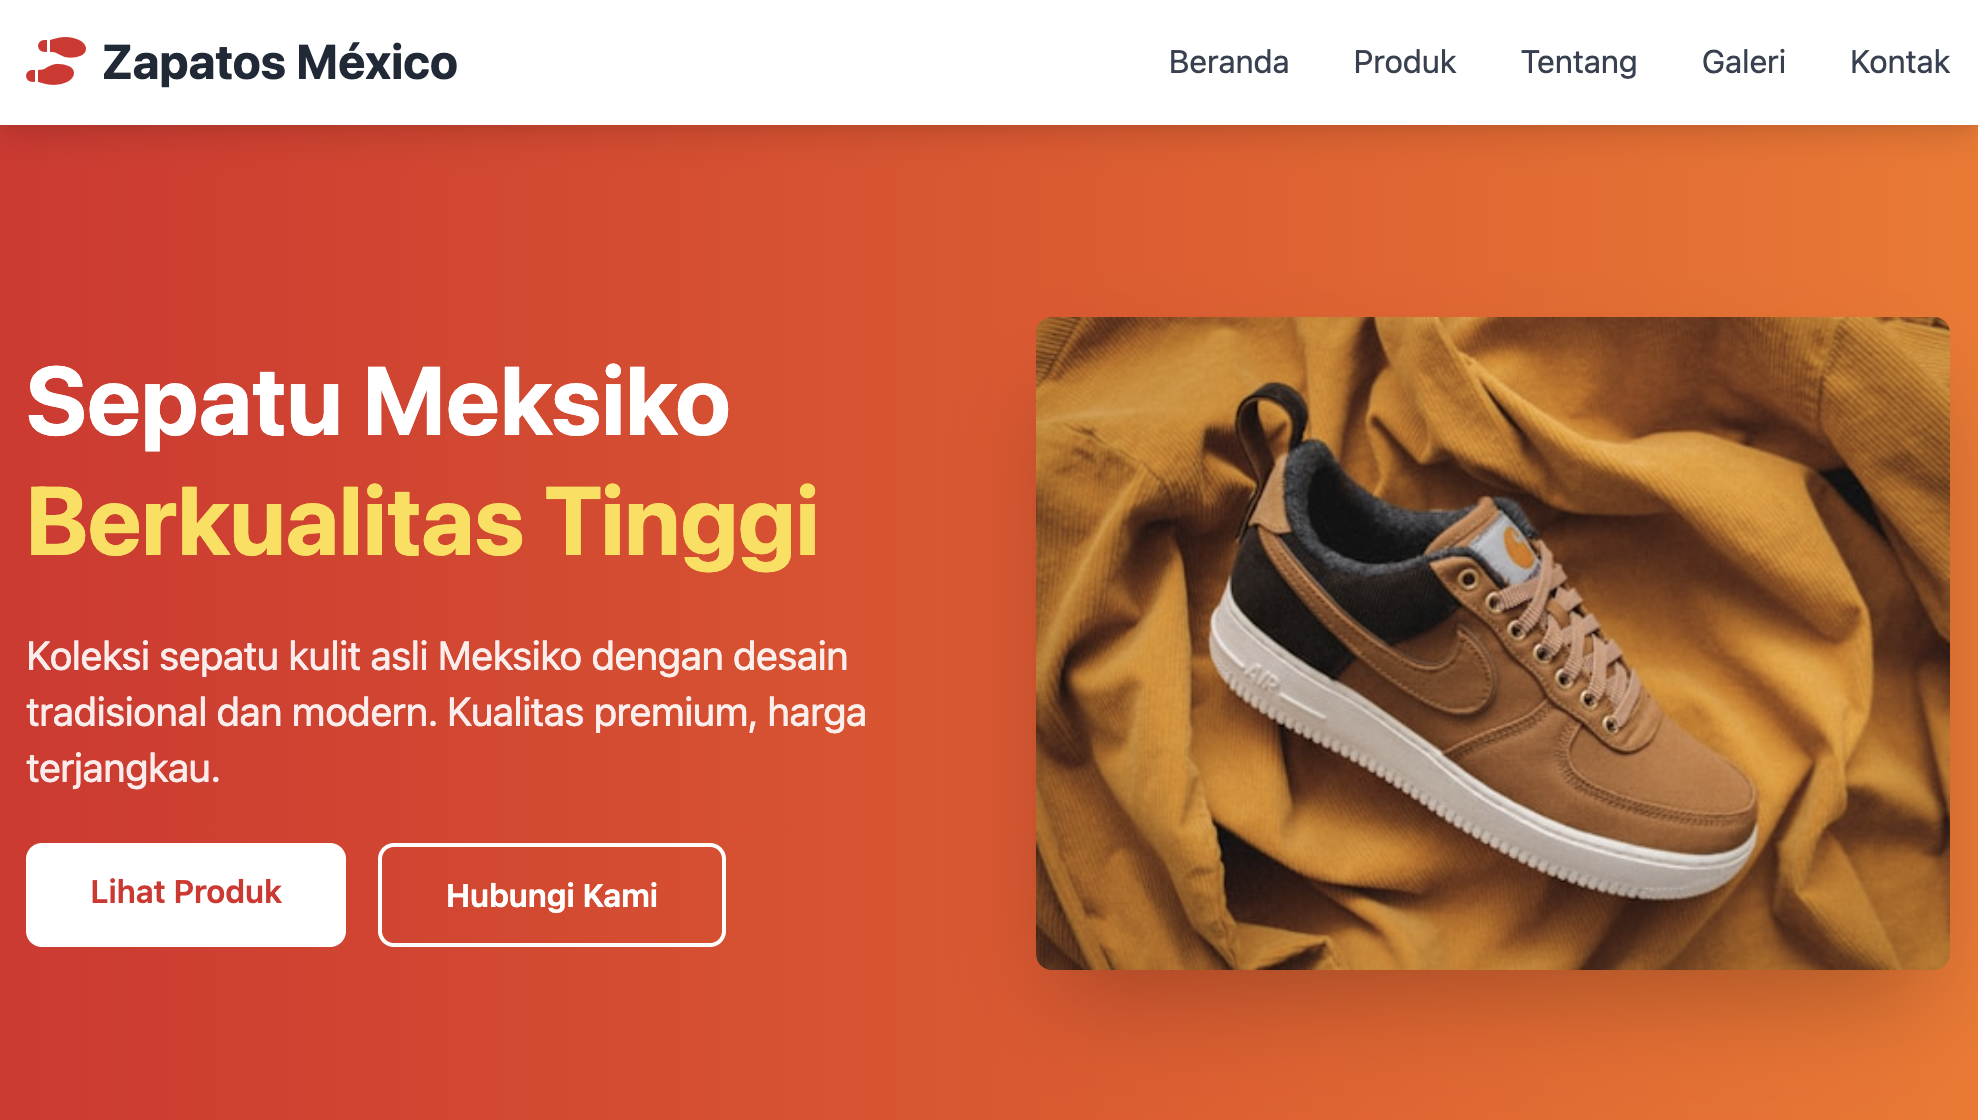 Zapatos México
Beranda
Produk
Tentang
Galeri
Kontak
Sepatu Meksiko
Berkualitas Tinggi
Koleksi sepatu kulit asli Meksiko dengan desain
tradisional dan modern. Kualitas premium, harga
terjangkau.
Lihat Produk
Hubungi Kami
AIR